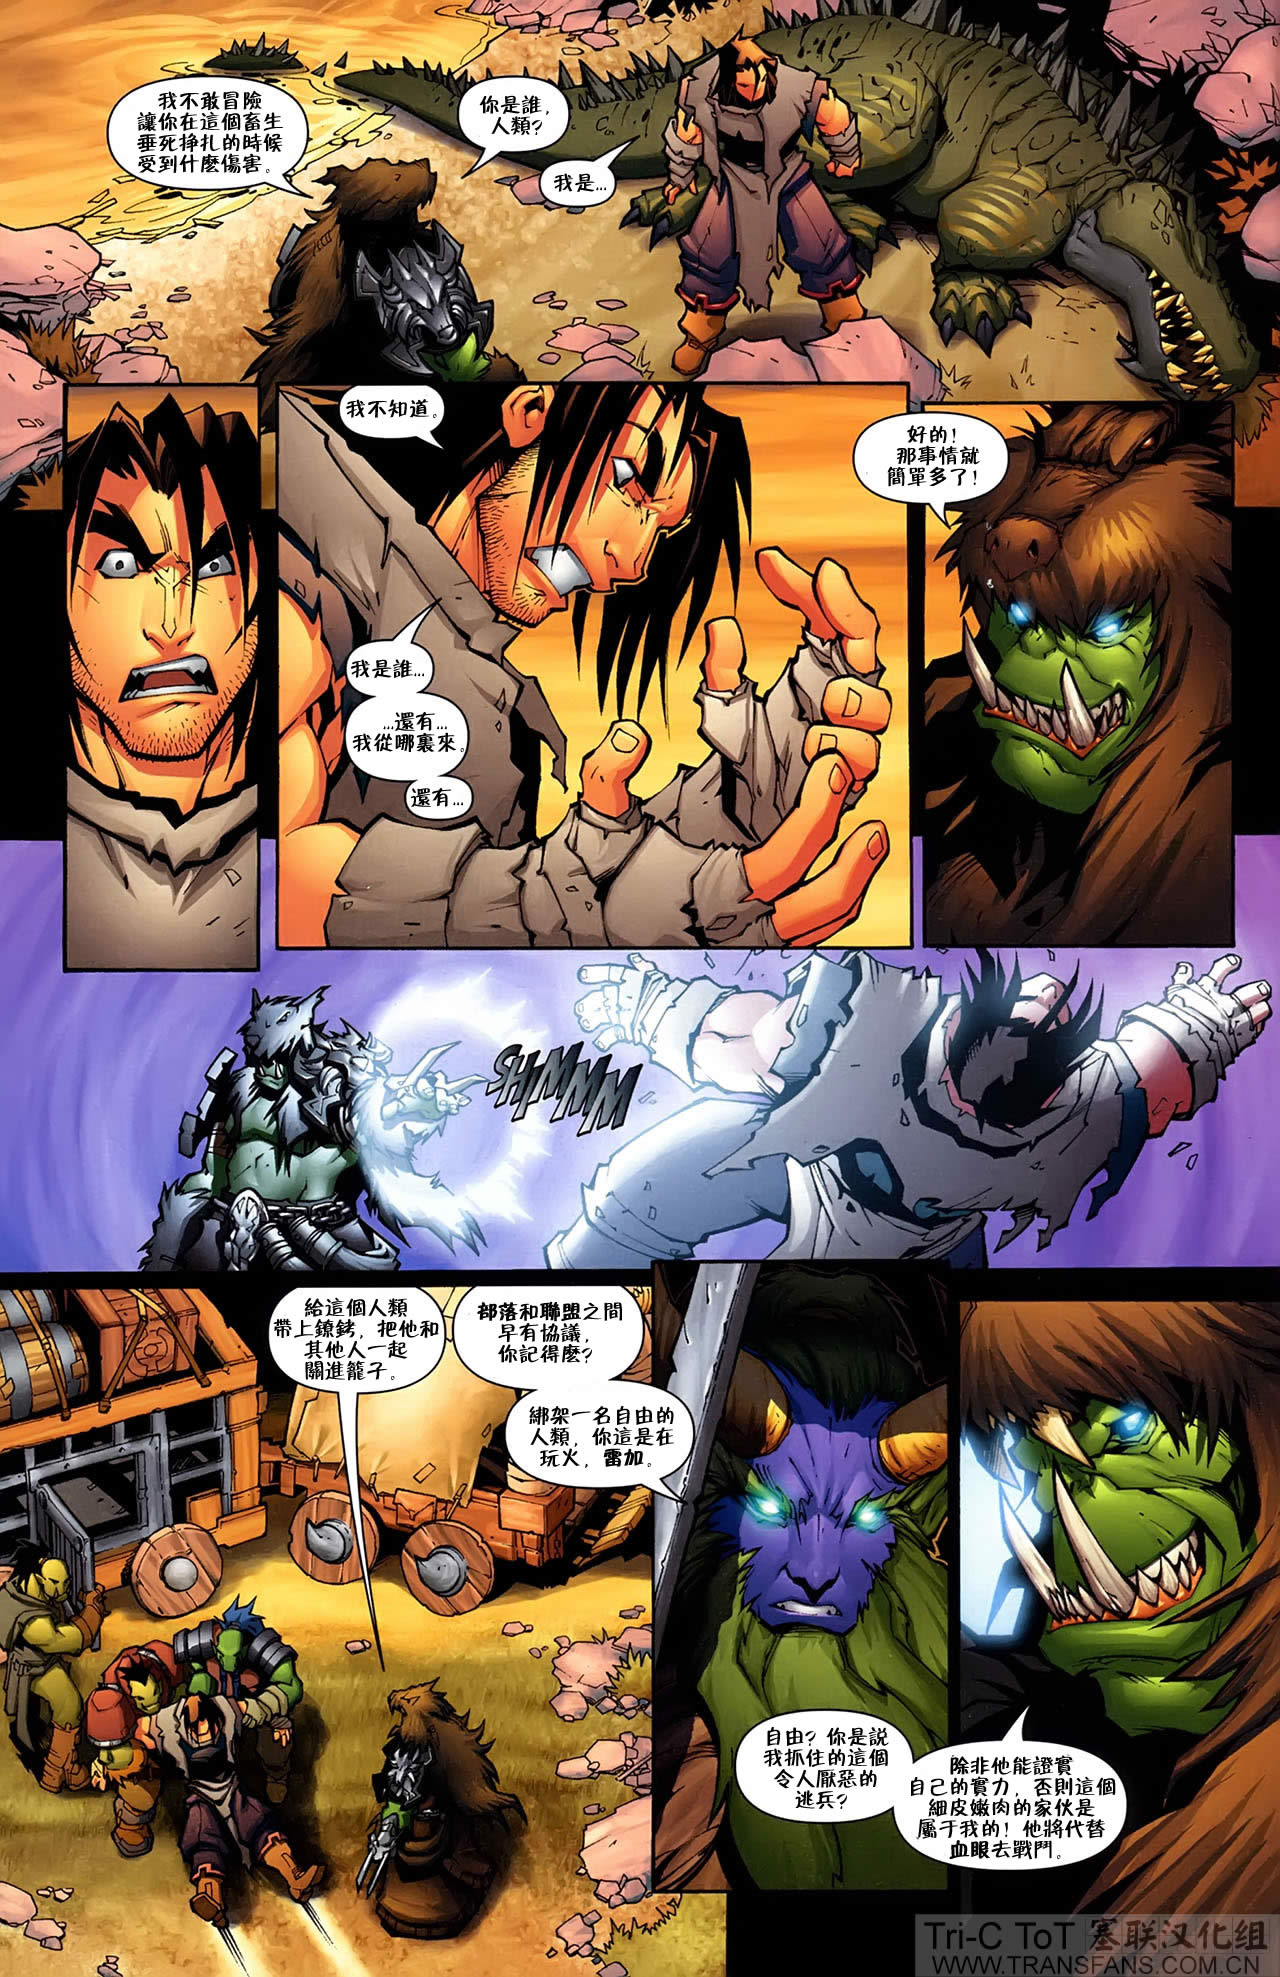 我不敢冒險
讓你在這個畜生
垂死掙扎的時候
受到什麽傷害。
你是誰，
人類？
我是…
我不知道。
我是誰…
…還有…
我從哪裏來。
還有…
好的！
那事情就
簡單多了！
SHIMMMM
給這個人類
帶上鐐銬，把他和
其他人一起
關進籠子。
部落和聯盟之間
早有協議，
你記得麽？
綁架一名自由的
人類，你這是在
玩火，雷加。
自由？你是説
我抓住的這個
令人厭惡的
逃兵？
除非他能證實
自己的實力，否則這個
細皮嫩肉的家伙是
屬于我的！他將代替
血眼去戰鬥。
Tri-C ToT 塞联汉化组
WWW.TRANSFANS.COM.CN